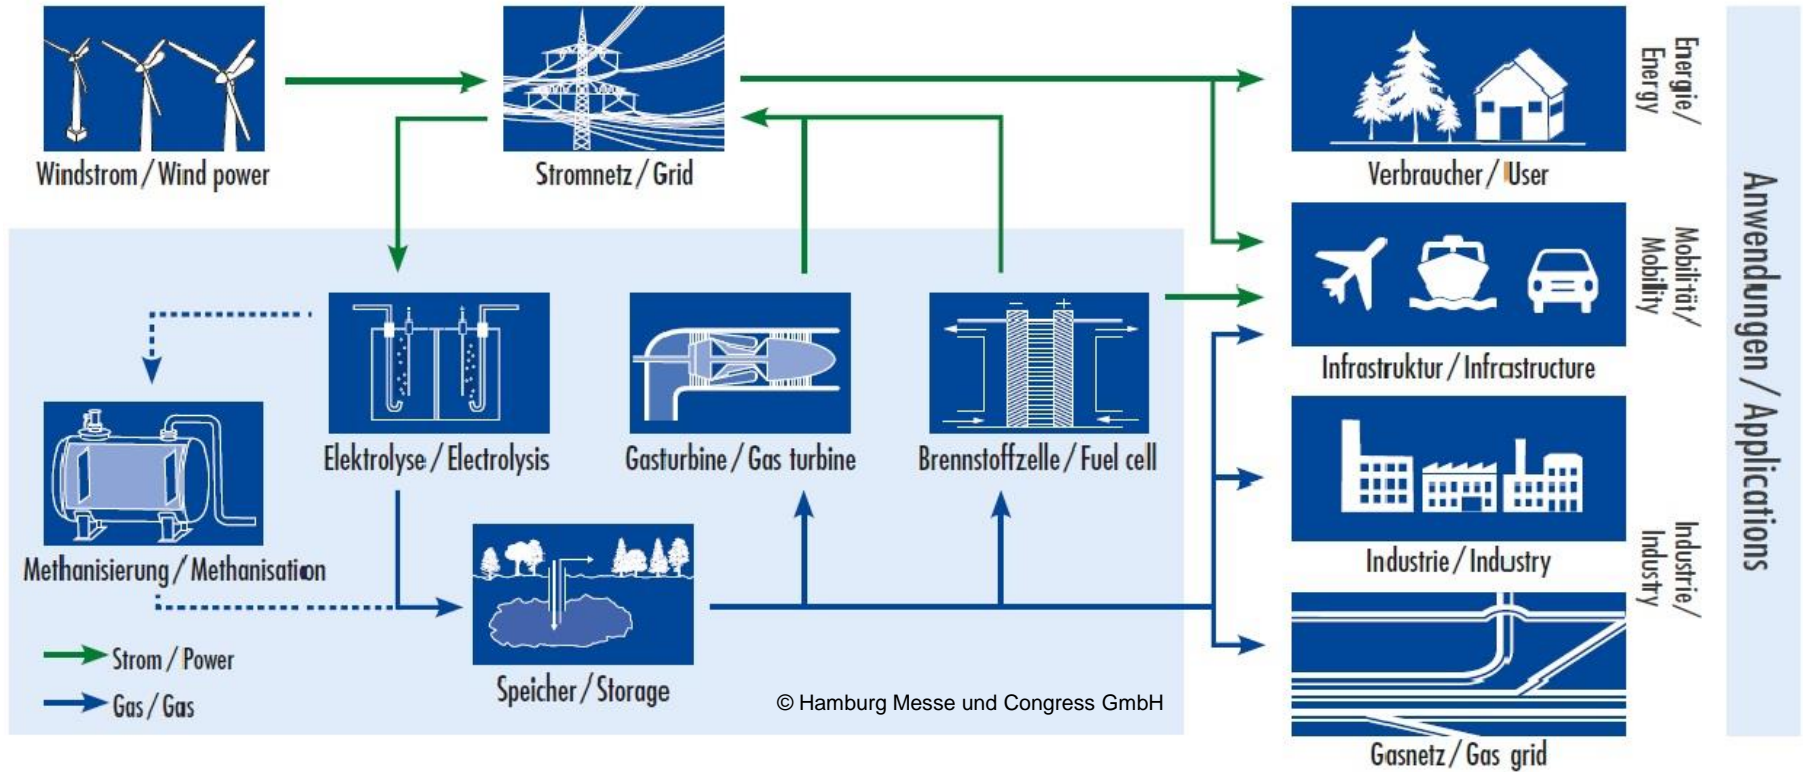 Windstrom / Wind power
Stromnetz / Grid
Verbraucher / User
Energie /
Energy
Infrastruktur / Infrastructure
Mobilität /
Mobility
Elektrolyse / Electrolysis
Gasturbine / Gas turbine
Brennstoffzelle / Fuel cell
− +
Methanisierung / Methanisation
Industrie / Industry
Industrie /
Industry
Speicher / Storage
Gasnetz / Gas grid
Anwendungen / Applications
Strom / Power
Gas / Gas
© Hamburg Messe und Congress GmbH